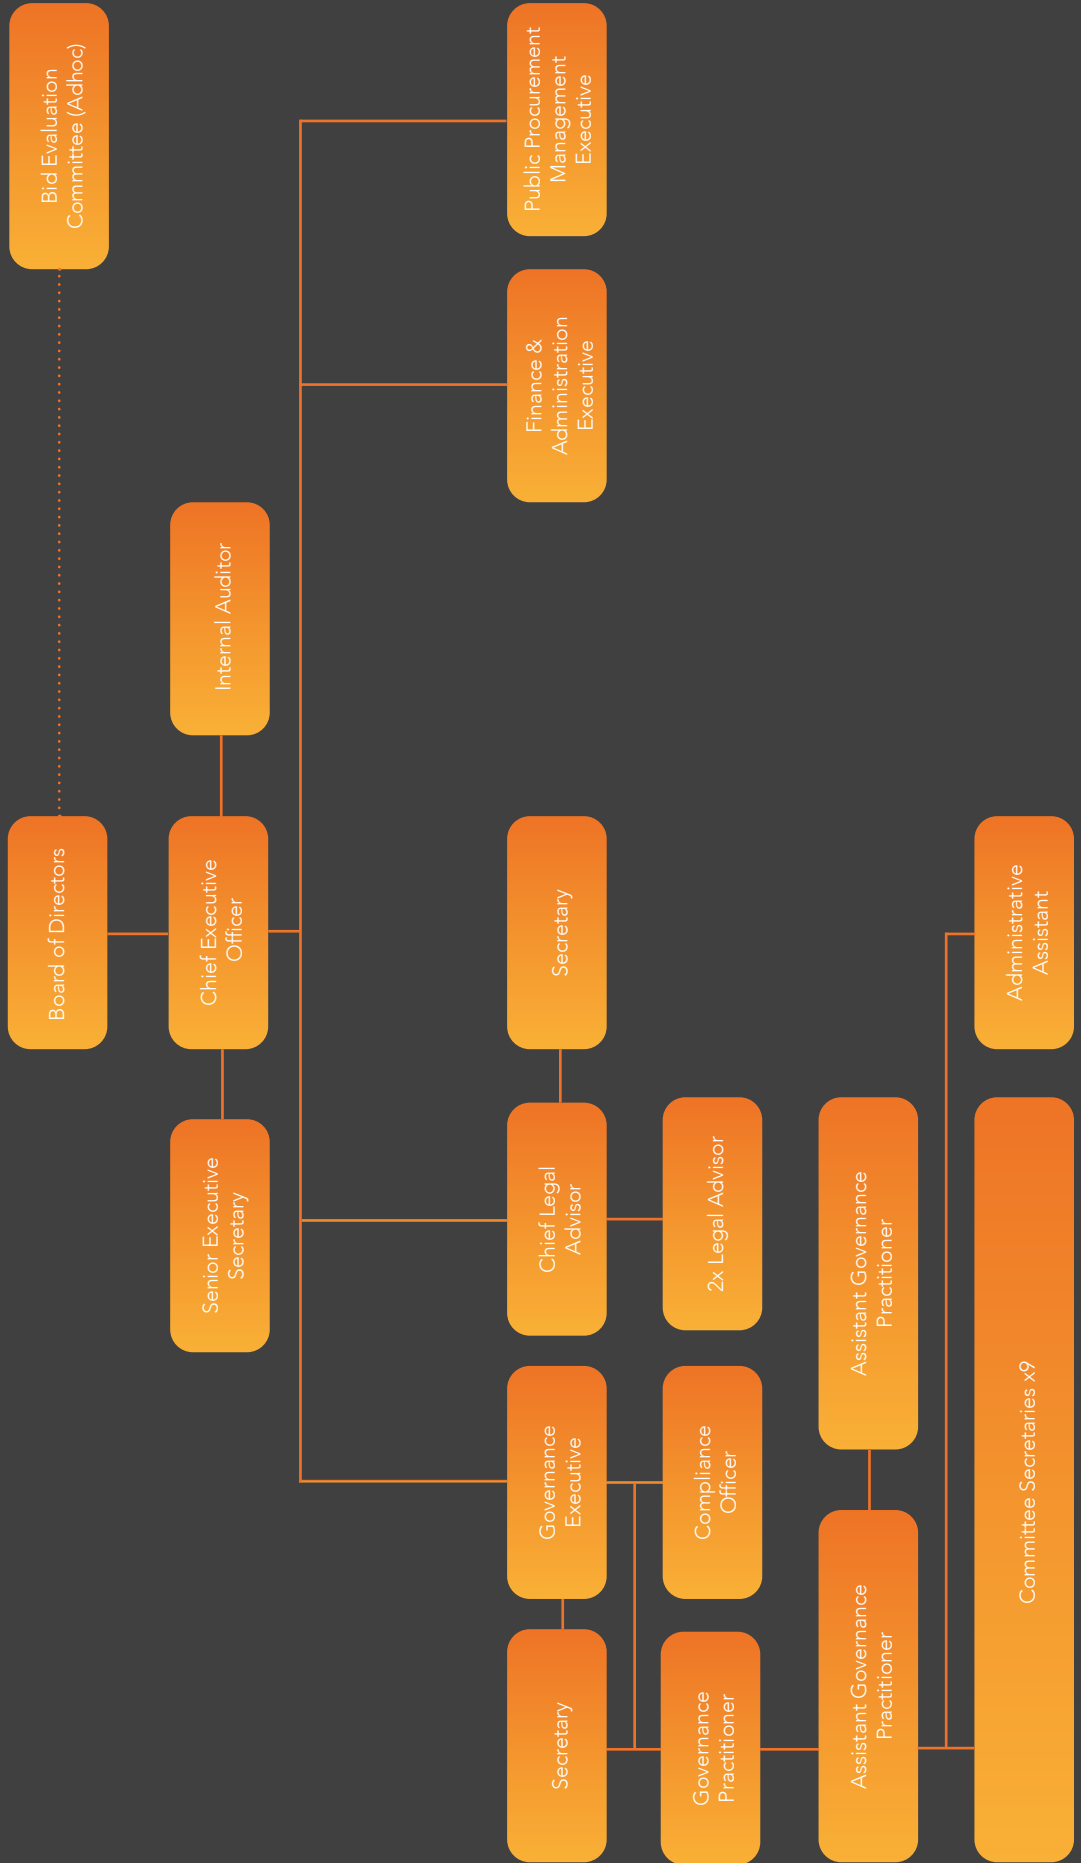 Board of Directors
Bid Evaluation
Committee (Adhoc)
Senior Executive
Secretary
Chief Executive
Officer
Internal Auditor
Secretary
Governance
Executive
Chief Legal
Advisor
Secretary
Finance &
Administration
Executive
Public Procurement
Management
Executive
Governance
Practitioner
Compliance
Officer
2x Legal Advisor
Assistant Governance
Practitioner
Assistant Governance
Practitioner
Committee Secretaries x9
Administrative
Assistant